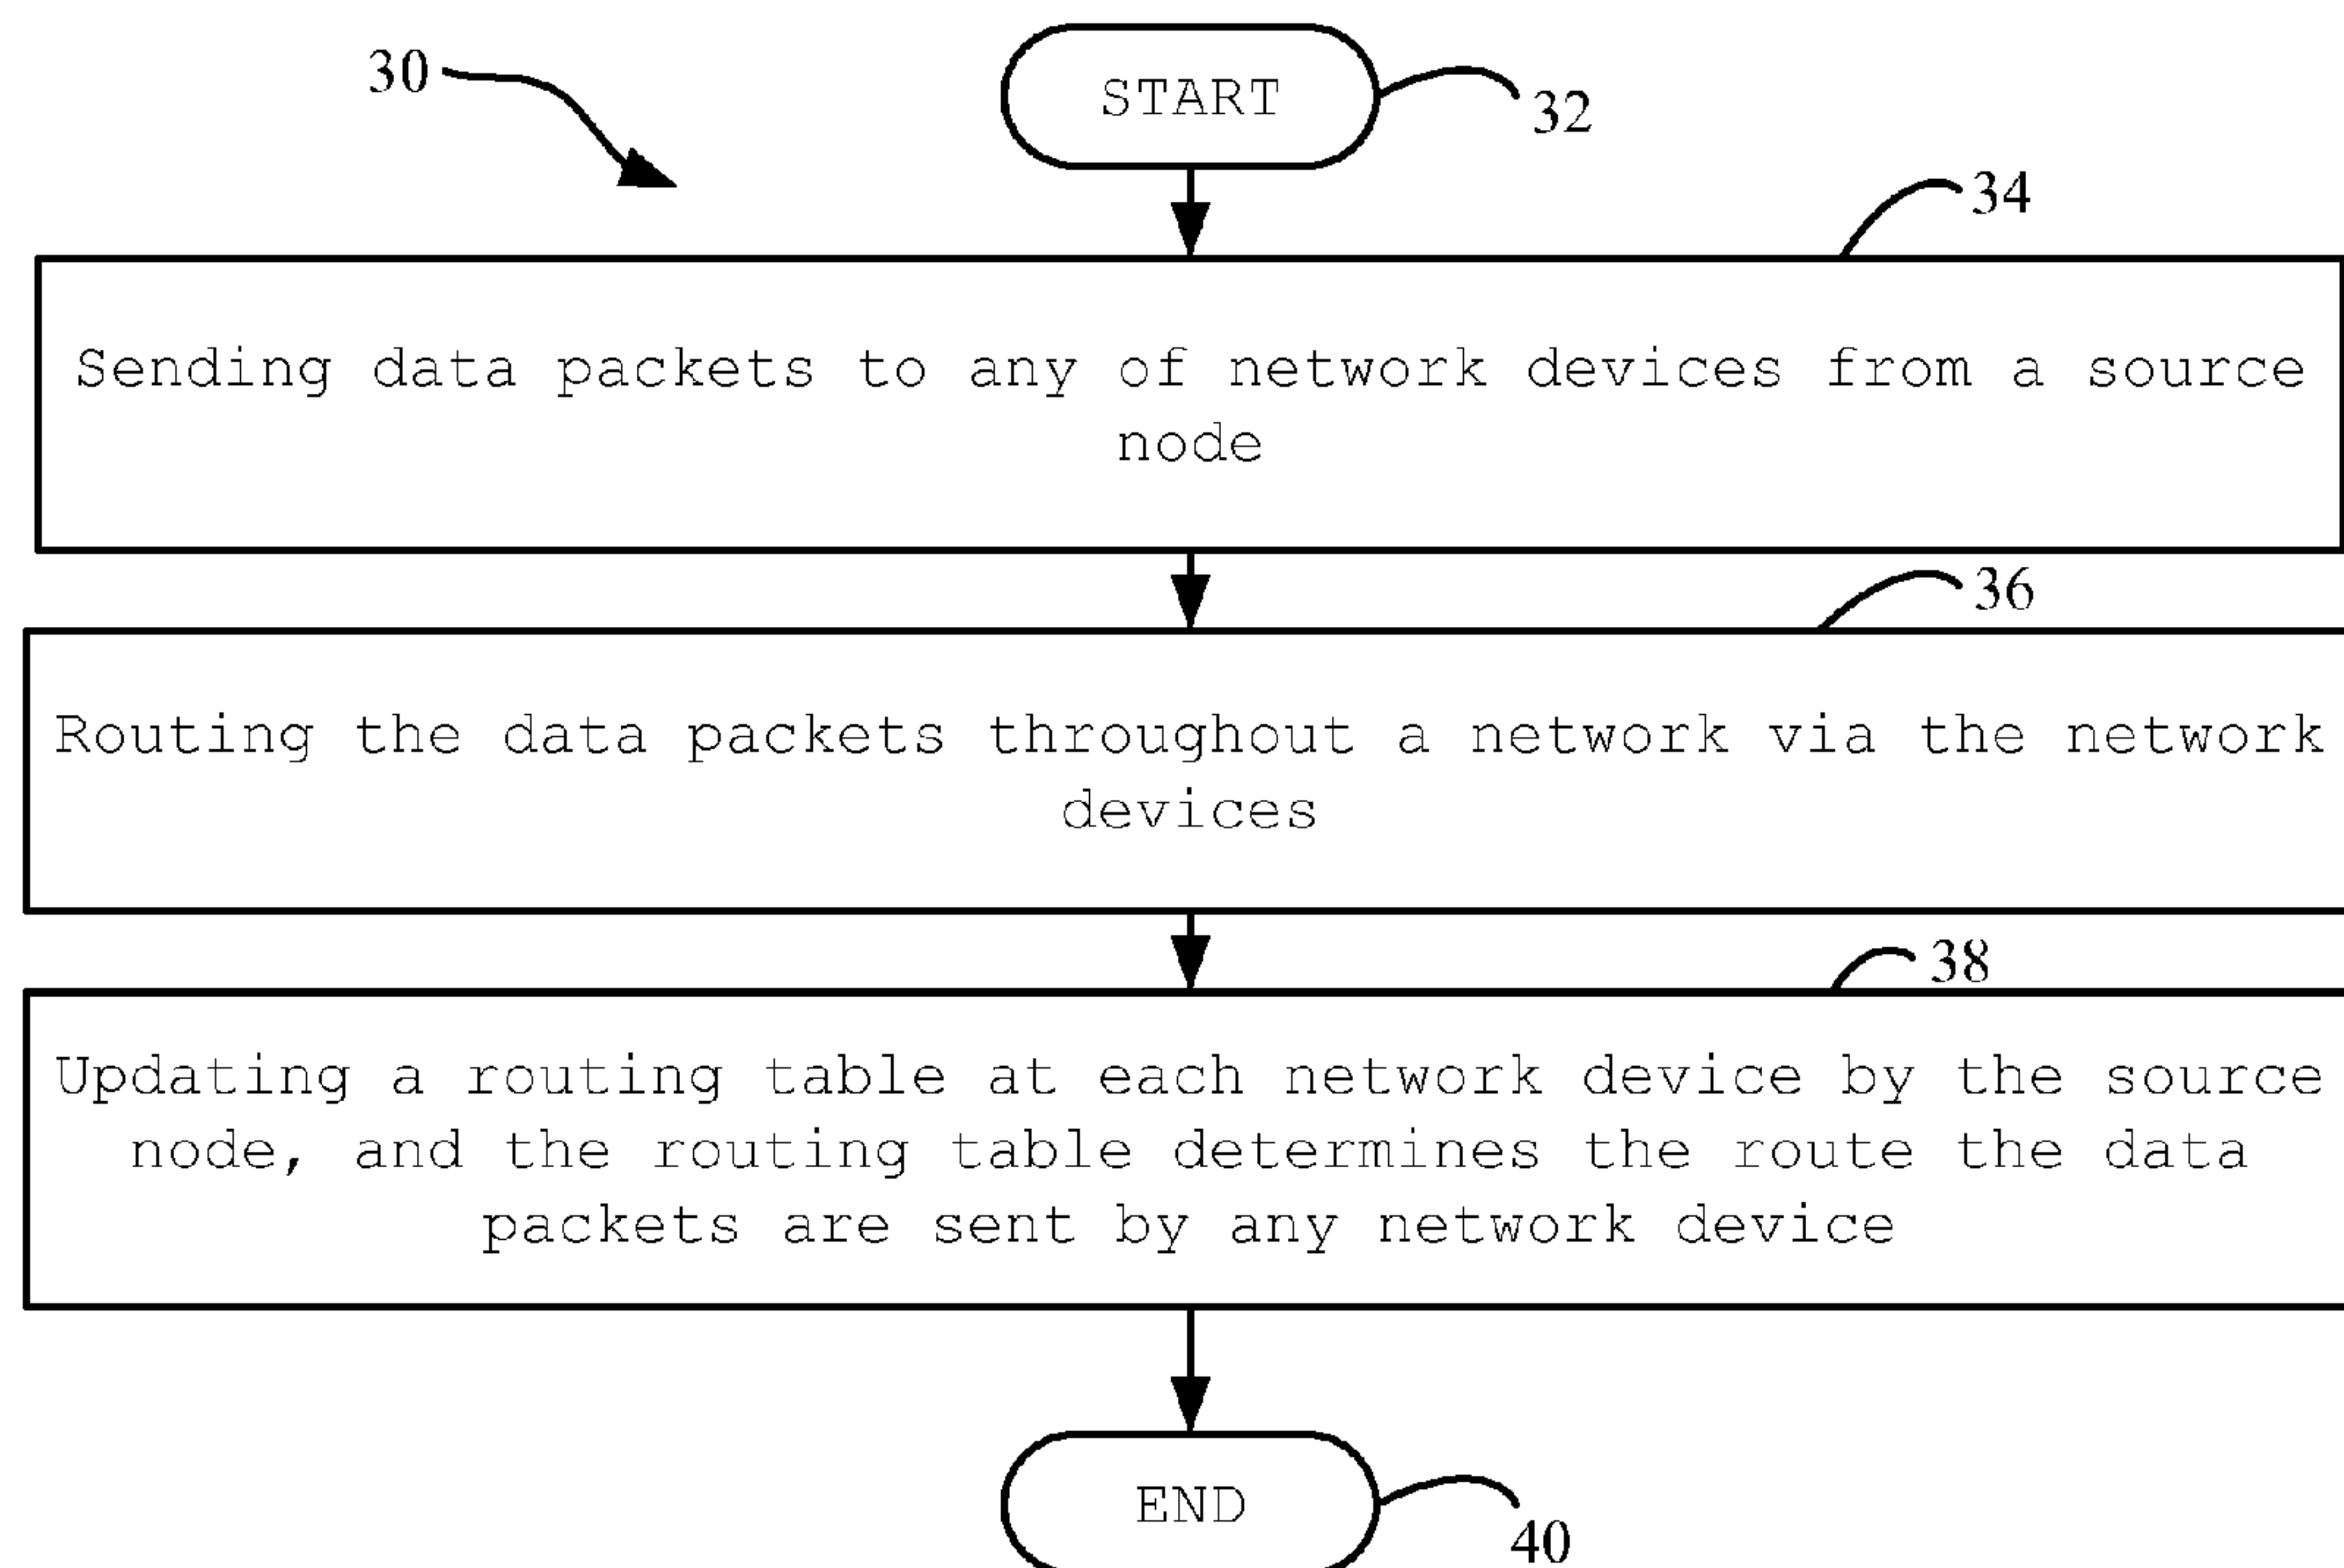 30
START
32
34
Sending data packets to any of network devices from a source
node
36
Routing the data packets throughout a network via the network
devices
38
Updating a routing table at each network device by the source
node, and the routing table determines the route the data
packets are sent by any network device
END
40